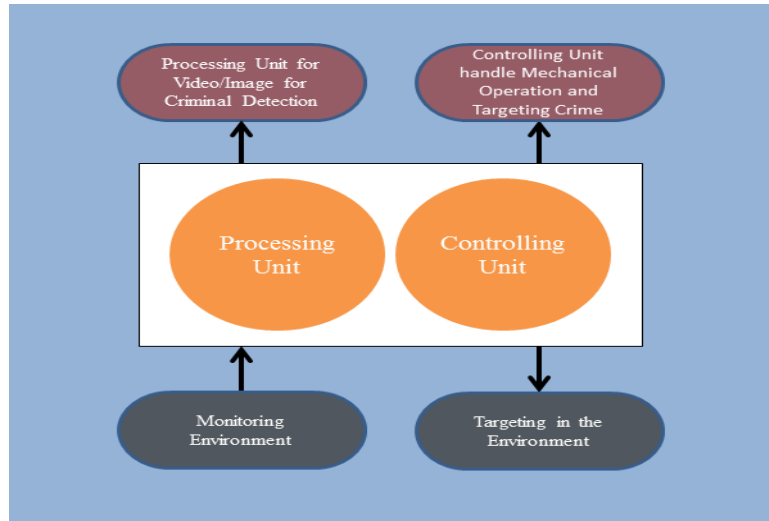 Processing Unit for
Video/Image for
Criminal Detection
Controlling Unit
handle Mechanical
Operation and
Targeting Crime
Processing
Unit
Controlling
Unit
Monitoring
Environment
Targeting in the
Environment